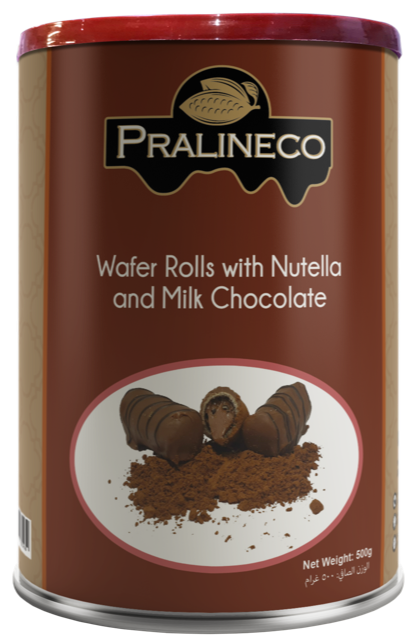 PRALINECO
Wafer Rolls with Nutella
and Milk Chocolate
Net Weight: 500g
الوزن الصافي: ٥٠٠ غرام